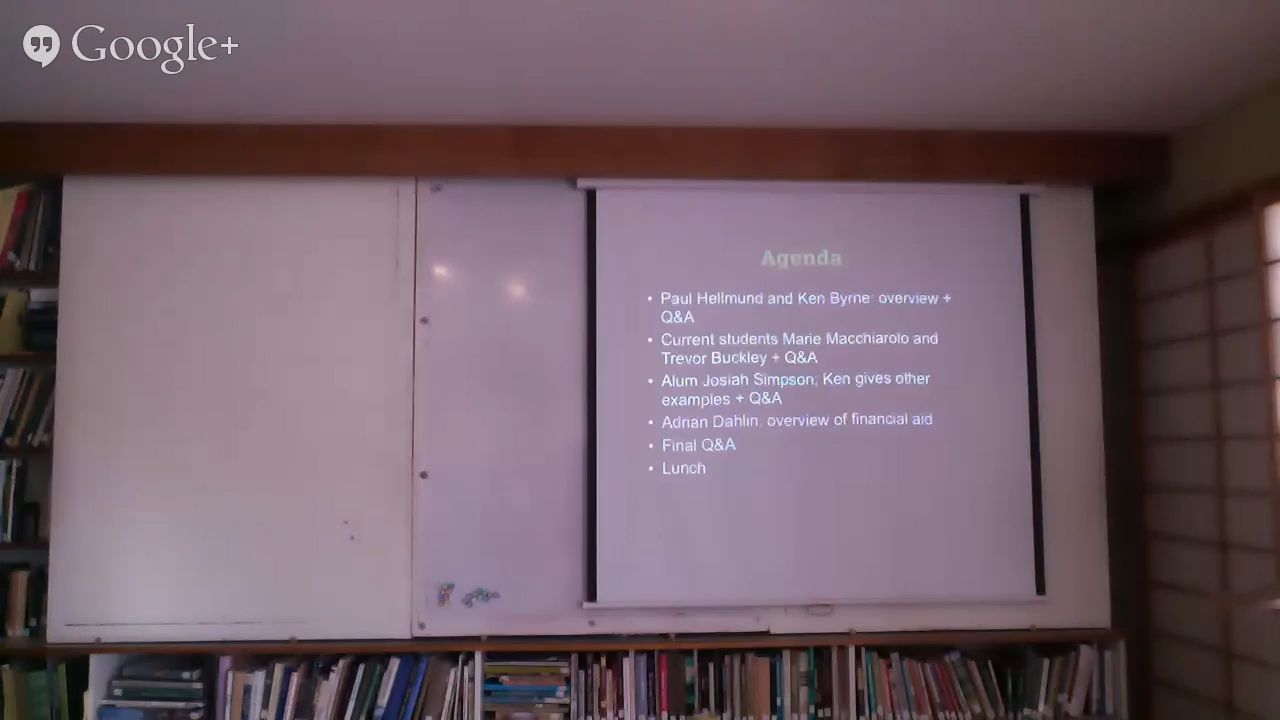 Google+
Agenda
• Paul Hellmund and Ken Byrne: overview +
Q&A
• Current students Marie Macchiarolo and
Trevor Buckley + Q&A
• Alum Josiah Simpson, Ken gives other
examples + Q&A
• Adrian Dahlin, overview of financial aid
• Final Q&A
• Lunch